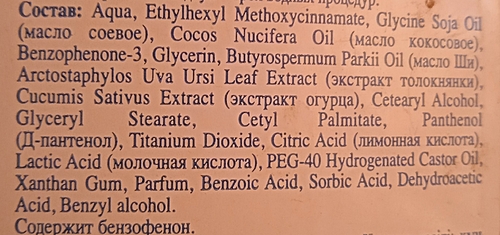 процедур.
Состав: Aqua, Ethylhexyl Methoxycinnamate, Glycine Soja Oil
(масло соевое), Cocos Nucifera Oil (масло кокосовое),
Benzophenone-3, Glycerin, Butyrospermum Parkii Oil (масло Ши),
Arctostaphylos Uva Ursi Leaf Extract (экстракт толокнянки),
Cucumis Sativus Extract (экстракт огурца), Cetearyl Alcohol,
Glyceryl Stearate, Cetyl Palmitate, Panthenol
(Д-пантенол), Titanium Dioxide, Citric Acid (лимонная кислота),
Lactic Acid (молочная кислота), PEG-40 Hydrogenated Castor Oil,
Xanthan Gum, Parfum, Benzoic Acid, Sorbic Acid, Dehydroacetic
Acid, Benzyl alcohol.
Содержит бензофенон.